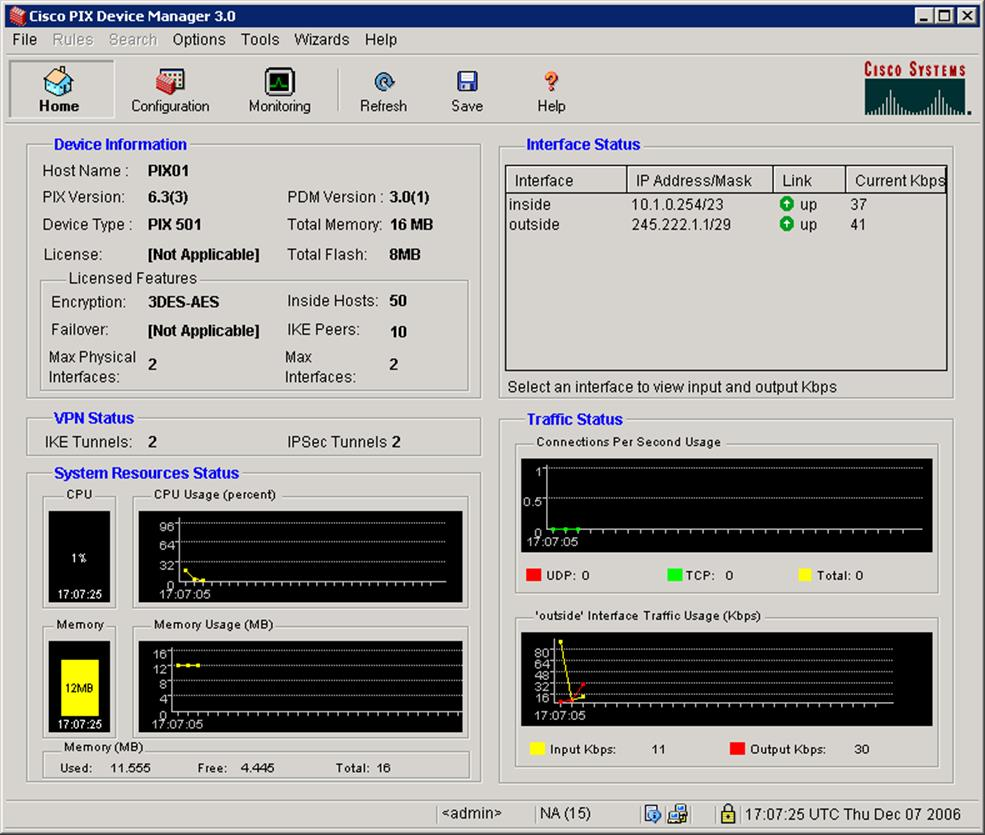 Cisco PIX Device Manager 3.0
File Rules Search Options Tools Wizards Help
Home Configuration Monitoring Refresh Save Help
CISCO SYSTEMS
Device Information
Host Name : PIX01
PIX Version: 6.3(3) PDM Version : 3.0(1)
Device Type : PIX 501 Total Memory: 16 MB
License: [Not Applicable] Total Flash: 8MB
Licensed Features
Encryption: 3DES-AES Inside Hosts: 50
Failover: [Not Applicable] IKE Peers: 10
Max Physical Interfaces: 2 Max Interfaces: 2
VPN Status
IKE Tunnels: 2 IPSec Tunnels 2
System Resources Status
CPU
1%
17:07:25
CPU Usage (percent)
96
64
32
0
17:07:05
Memory
12MB
17:07:25
Memory Usage (MB)
16
12
8
4
0
17:07:05
Memory (MB)
Used: 11.555 Free: 4.445 Total: 16
Interface Status
Interface IP Address/Mask Link Current Kbps
inside 10.1.0.254/23 up 37
outside 245.222.1.1/29 up 41
Select an interface to view input and output Kbps
Traffic Status
Connections Per Second Usage
1
0.5
0
17:07:05
UDP: 0 TCP: 0 Total: 0
'outside' Interface Traffic Usage (Kbps)
80
64
48
32
16
17:07:05
Input Kbps: 11 Output Kbps: 30
<admin> NA (15) 17:07:25 UTC Thu Dec 07 2006